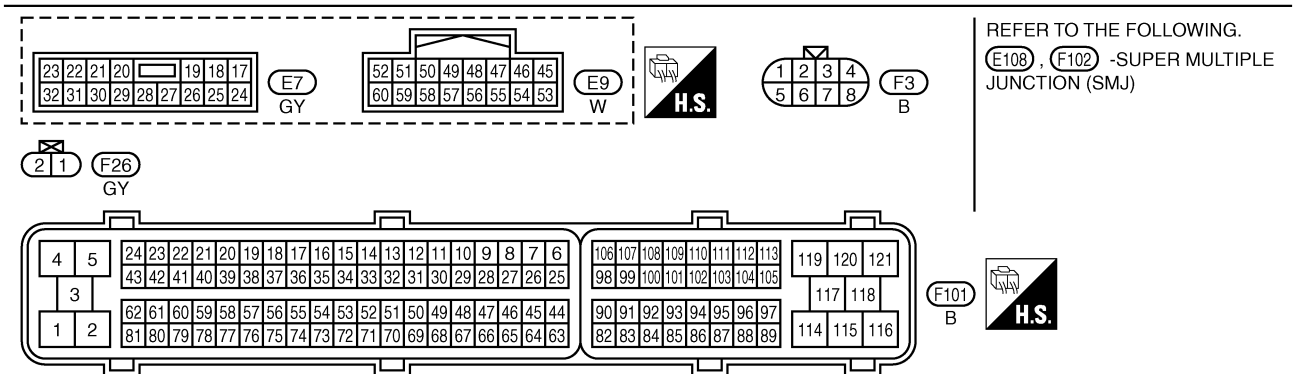 REFER TO THE FOLLOWING.
E108 , F102 -SUPER MULTIPLE
JUNCTION (SMJ)
23 22 21 20 19 18 17
32 31 30 29 28 27 26 25 24
E7
GY
52 51 50 49 48 47 46 45
60 59 58 57 56 55 54 53
E9
W
H.S.
1 2 3 4
5 6 7 8
F3
B
2 1
F26
GY
4 5
3
1 2
24 23 22 21 20 19 18 17 16 15 14 13 12 11 10 9 8 7 6
43 42 41 40 39 38 37 36 35 34 33 32 31 30 29 28 27 26 25
62 61 60 59 58 57 56 55 54 53 52 51 50 49 48 47 46 45 44
81 80 79 78 77 76 75 74 73 72 71 70 69 68 67 66 65 64 63
106 107 108 109 110 111 112 113
98 99 100 101 102 103 104 105
90 91 92 93 94 95 96 97
82 83 84 85 86 87 88 89
119 120 121
117 118
114 115 116
F101
B
H.S.